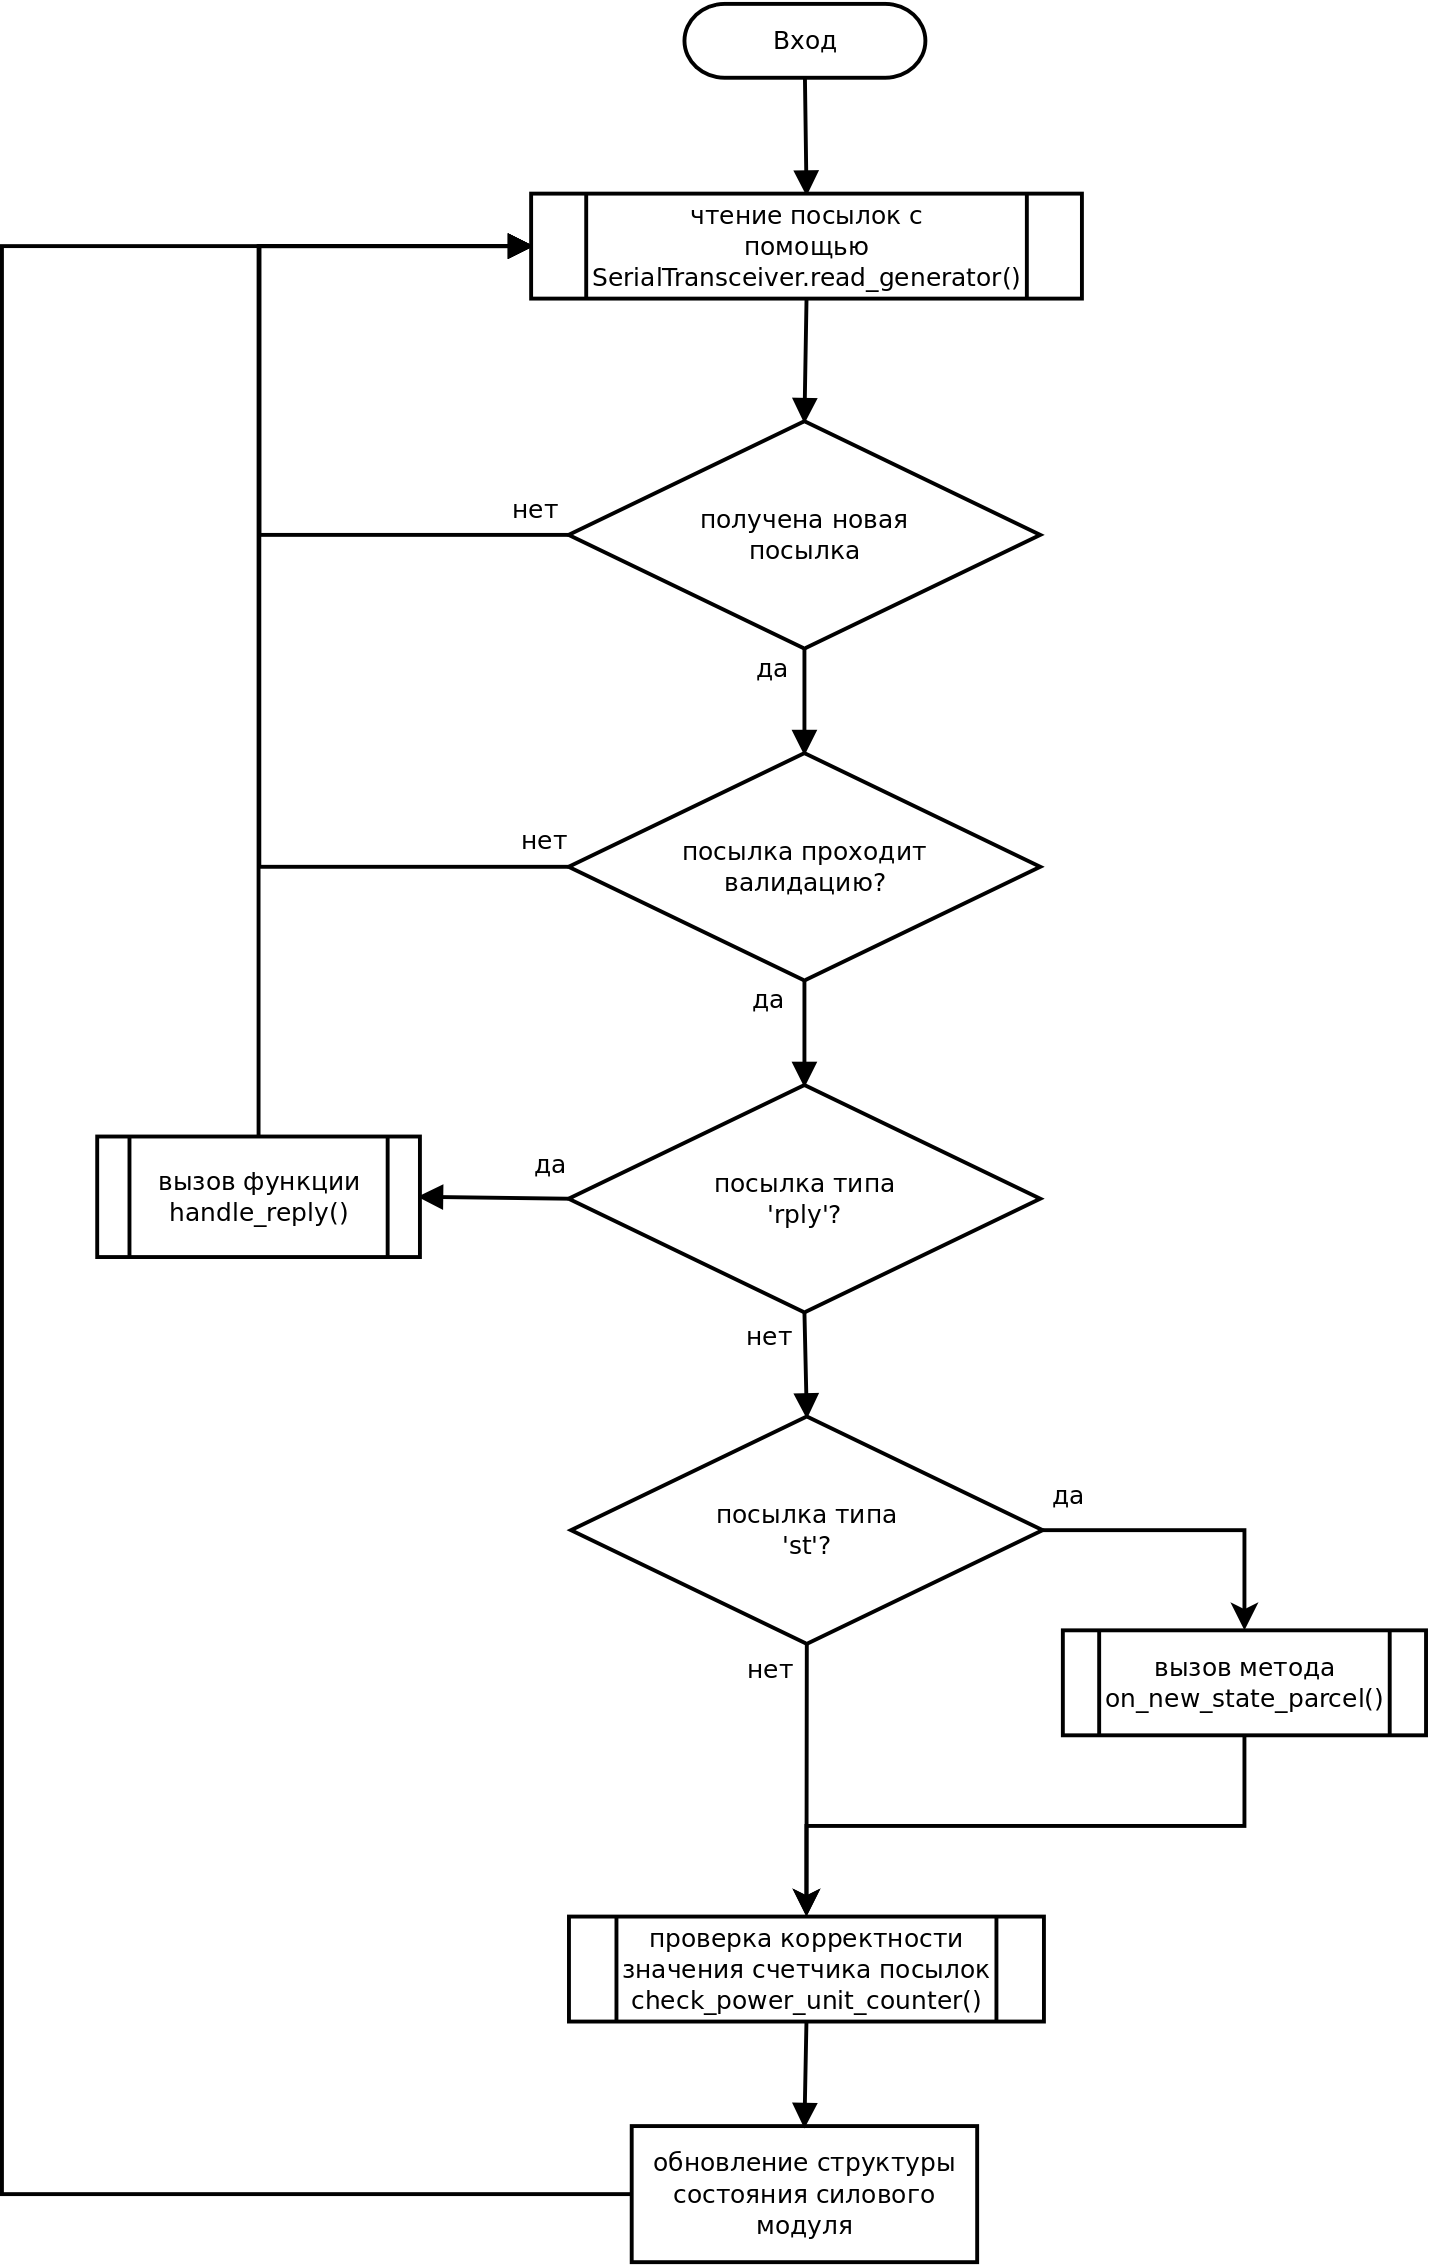 Вход
чтение посылок с
помощью
SerialTransceiver.read_generator()
нет
получена новая
посылка
да
нет
посылка проходит
валидацию?
да
да
посылка типа
'rply'?
вызов функции
handle_reply()
нет
да
посылка типа
'st'?
нет
вызов метода
on_new_state_parcel()
проверка корректности
значения счетчика посылок
check_power_unit_counter()
обновление структуры
состояния силового
модуля